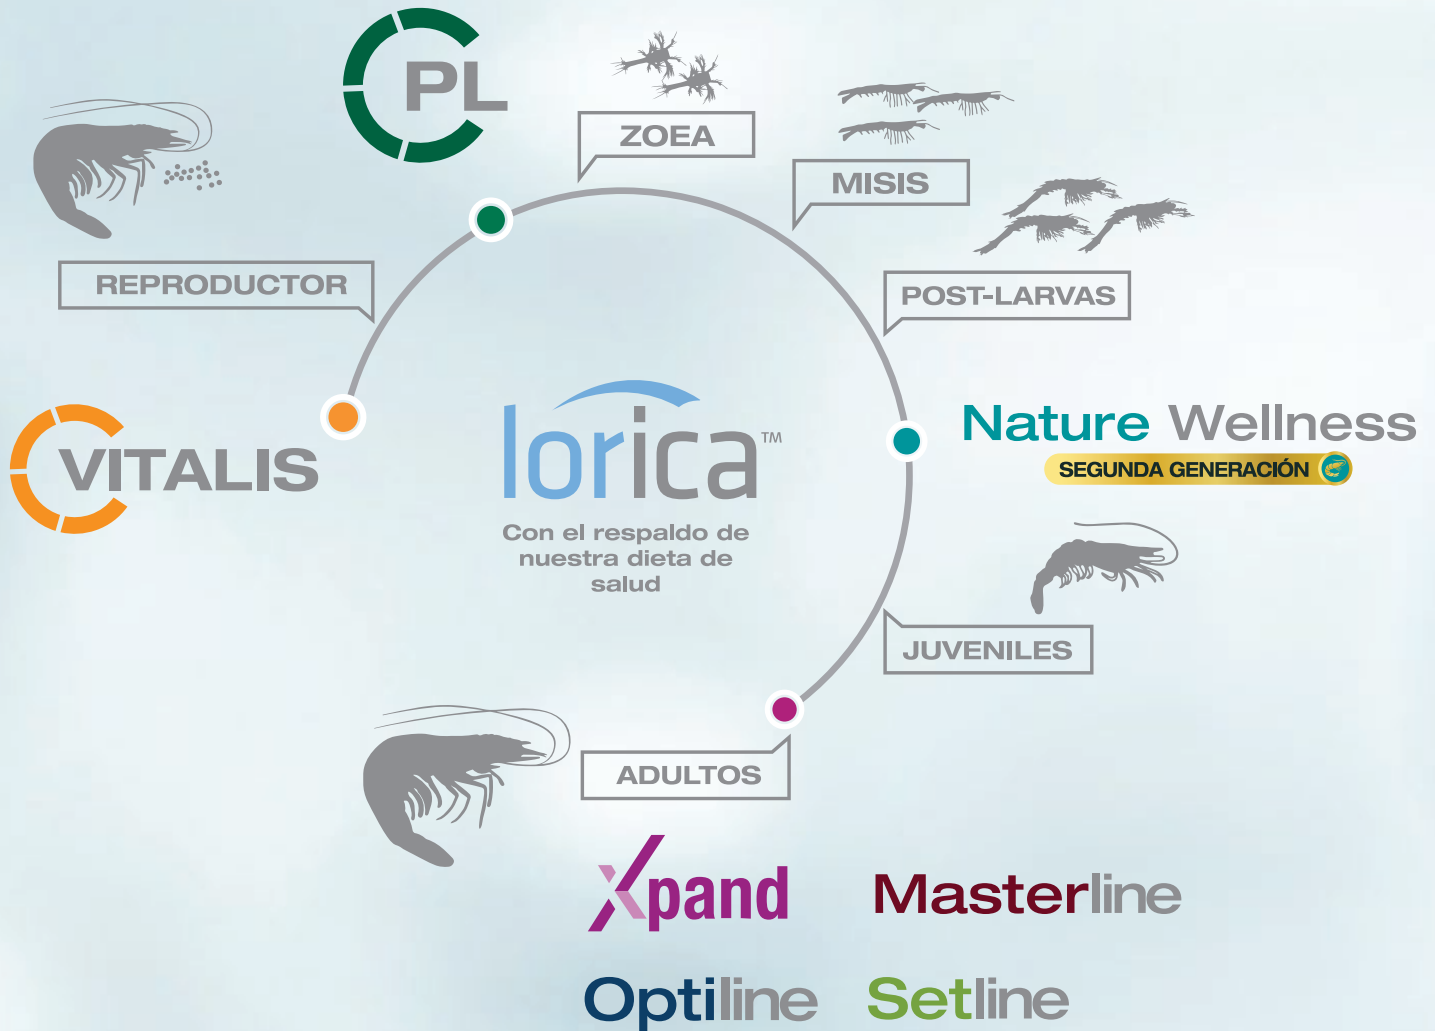 PL
ZOEA
MISIS
POST-LARVAS
REPRODUCTOR
VITALIS
lorica™
Con el respaldo de
nuestra dieta de
salud
Nature Wellness
SEGUNDA GENERACIÓN
JUVENILES
ADULTOS
Xpand
Masterline
Optiline
Setline